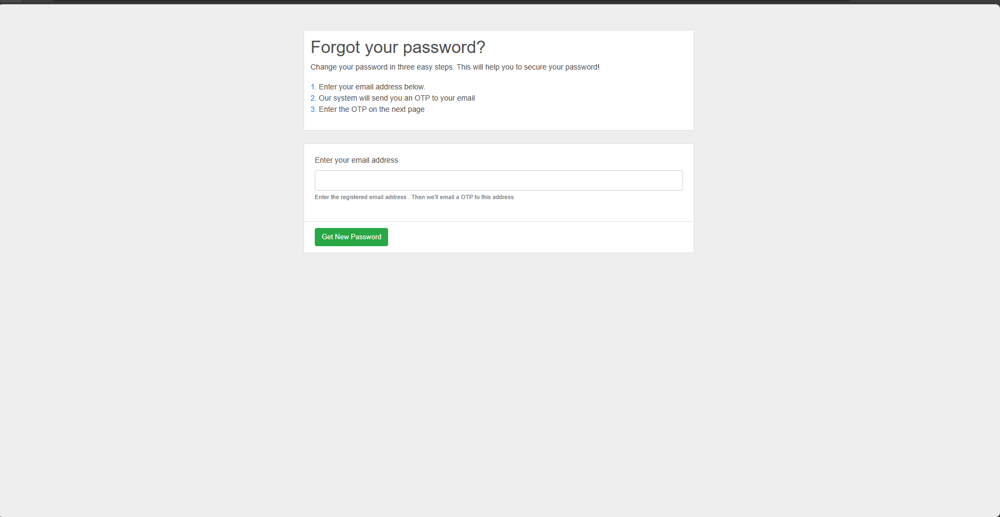 Forgot your password?
Change your password in three easy steps. This will help you to secure your password!
1. Enter your email address below.
2. Our system will send you an OTP to your email
3. Enter the OTP on the next page
Enter your email address
Enter the registered email address . Then we'll email a OTP to this address.
Get New Password